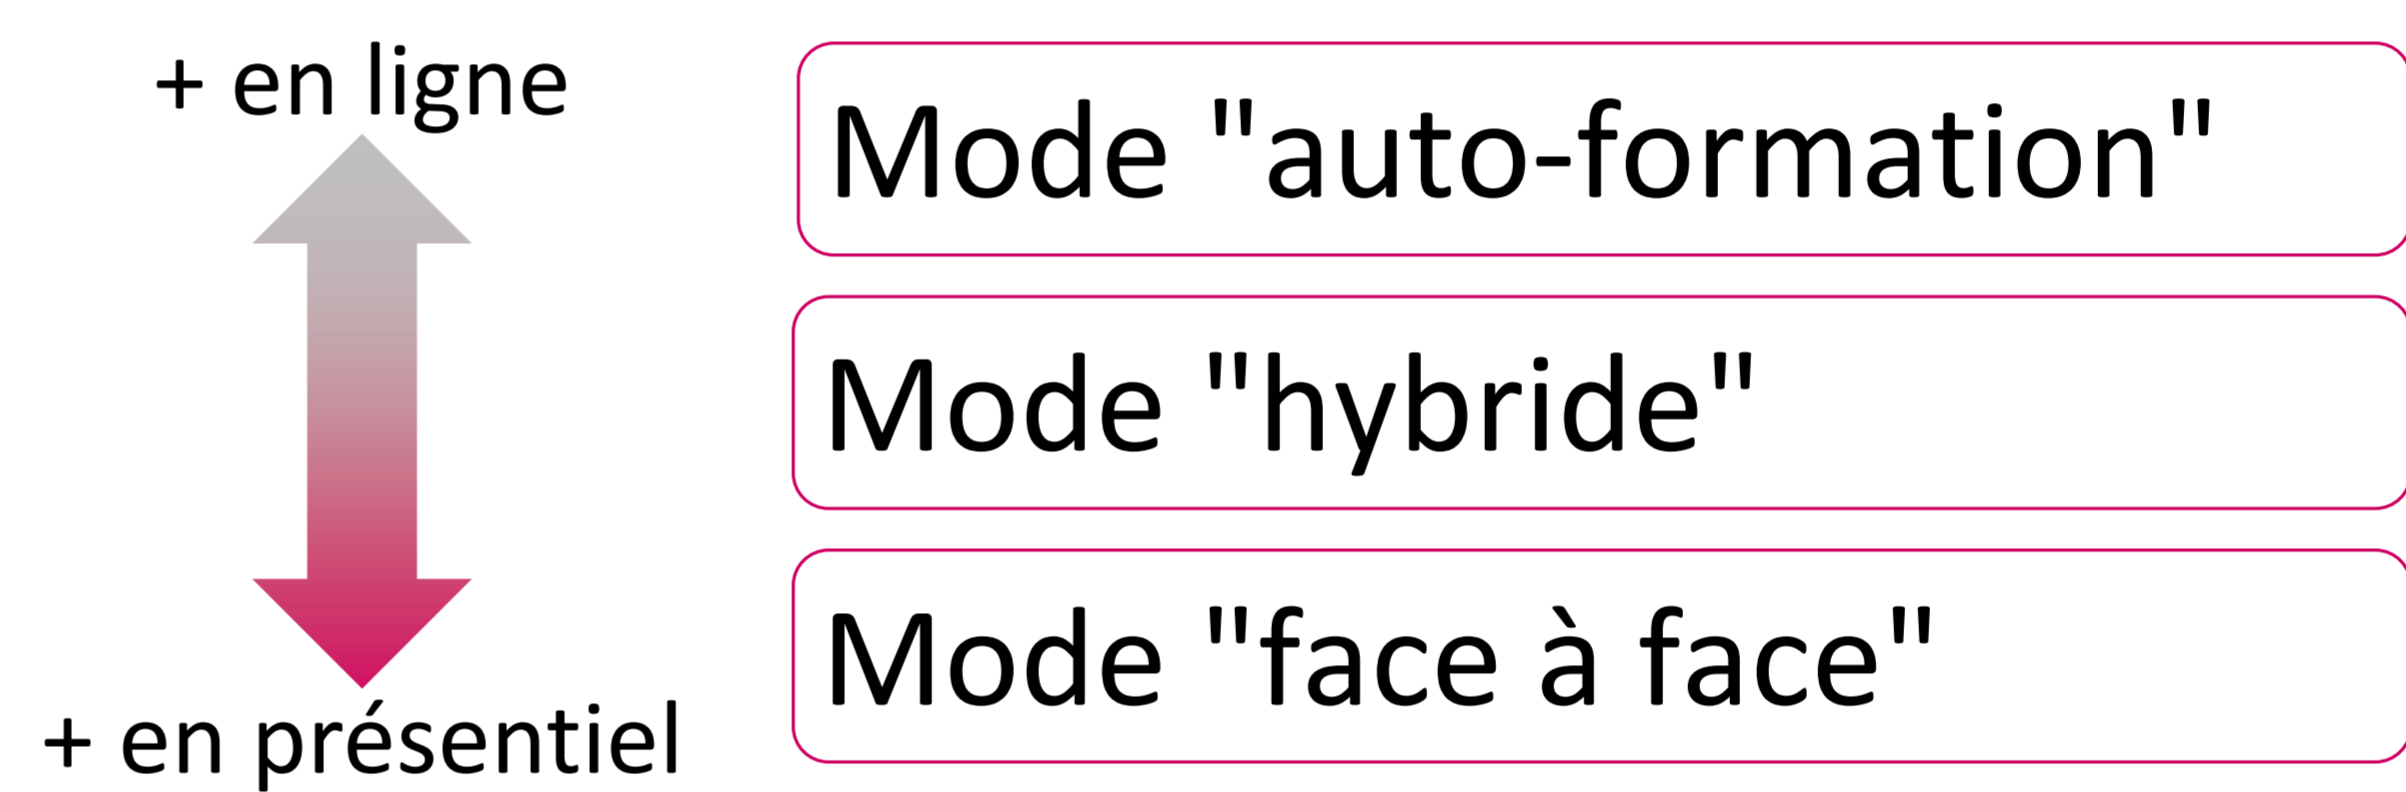 + en ligne
Mode "auto-formation"
Mode "hybride"
Mode "face à face"
+ en présentiel